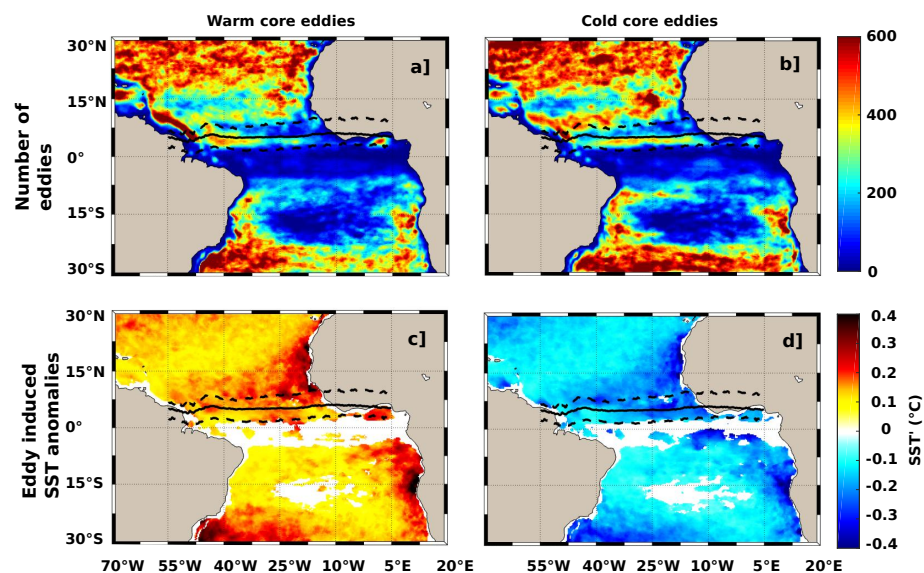 Warm core eddies
Cold core eddies
Number of
eddies
30°N
15°N
0°
15°S
30°S
a]
b]
600
400
200
0
Eddy induced
SST anomalies
30°N
15°N
0°
15°S
30°S
c]
d]
0.4
0.3
0.2
0.1
0
-0.1
-0.2
-0.3
-0.4
SST' (°C)
70°W 55°W 40°W 25°W 10°W 5°E 20°E
55°W 40°W 25°W 10°W 5°E 20°E